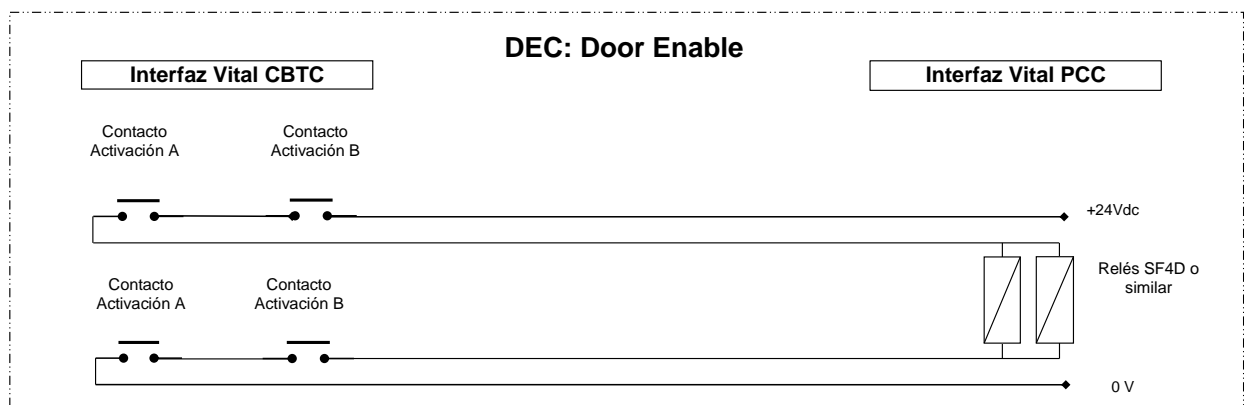 DEC: Door Enable
Interfaz Vital CBTC
Interfaz Vital PCC
Contacto
Activación A
Contacto
Activación B
+24Vdc
Contacto
Activación A
Contacto
Activación B
Relés SF4D o
similar
0 V